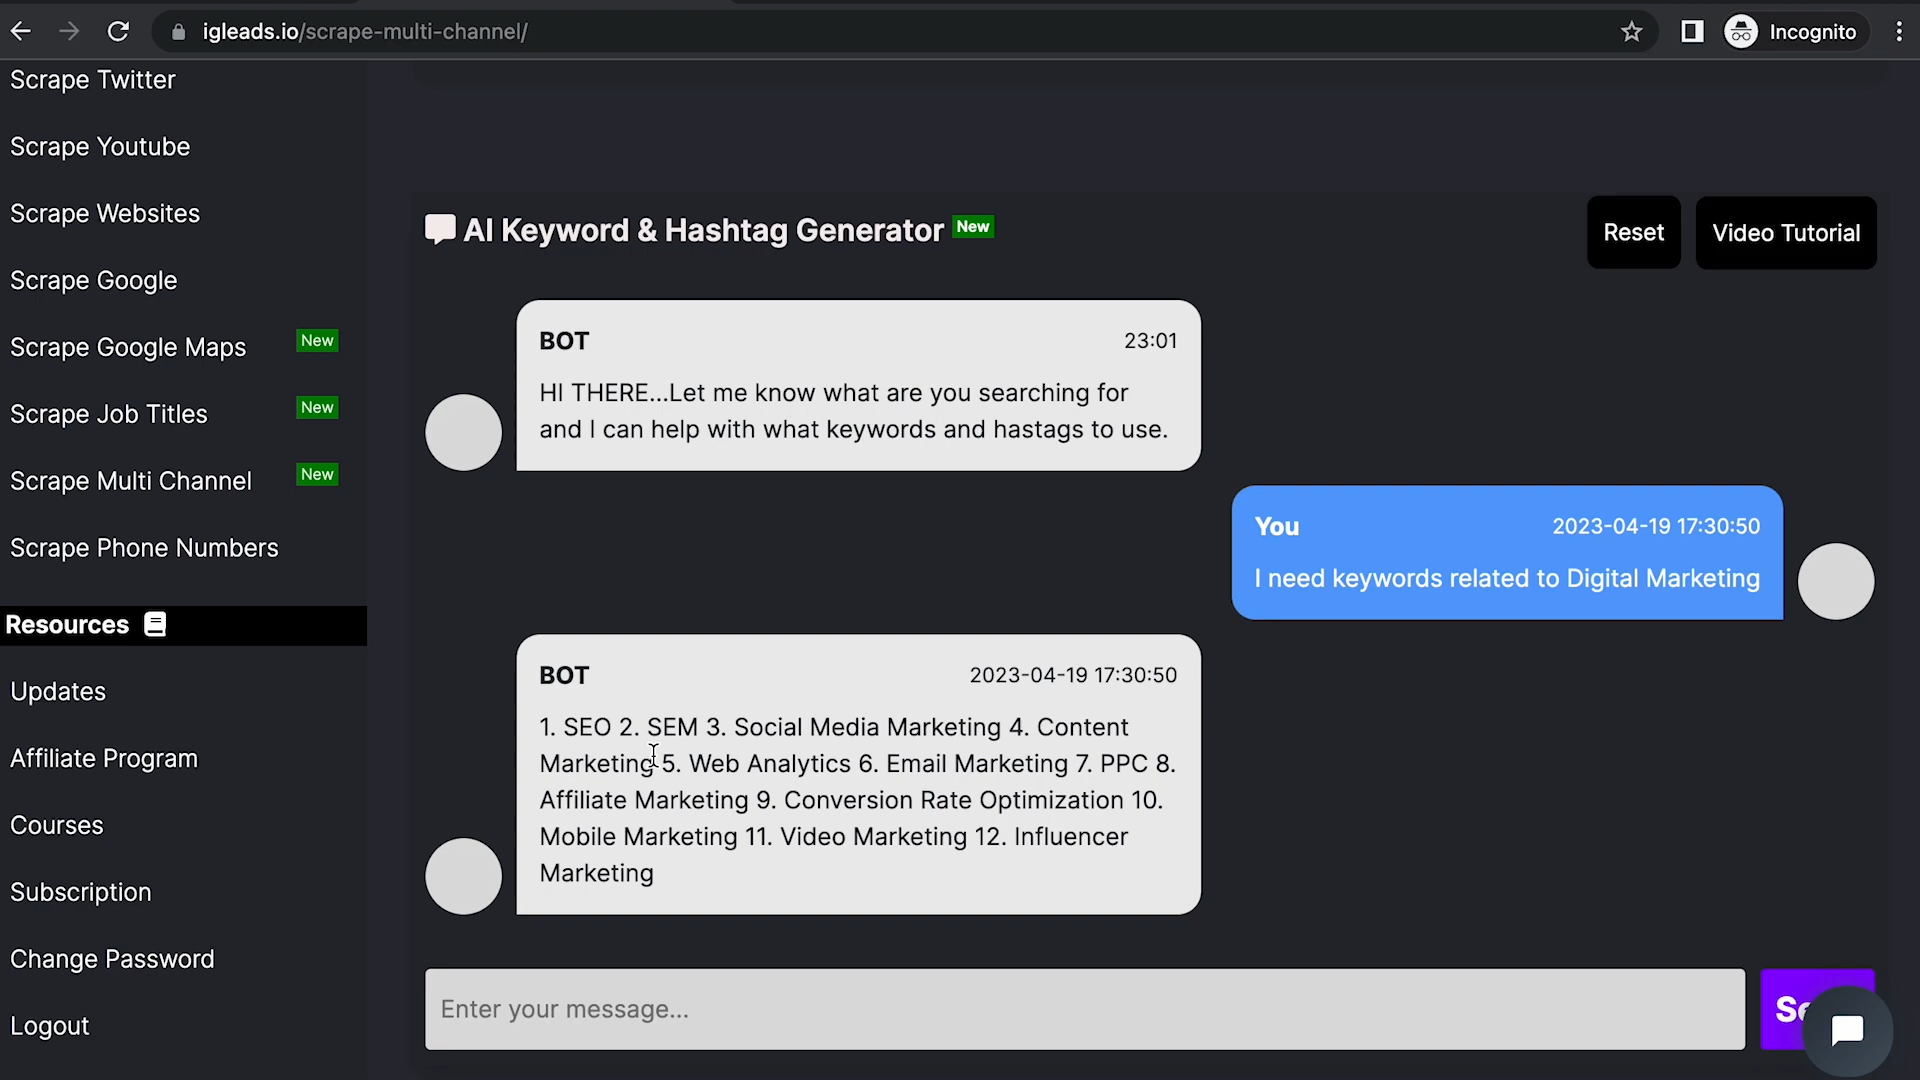 igleads.io/scrape-multi-channel/
Incognito
Scrape Twitter
Scrape Youtube
Scrape Websites
Scrape Google
Scrape Google Maps New
Scrape Job Titles New
Scrape Multi Channel New
Scrape Phone Numbers
Resources
Updates
Affiliate Program
Courses
Subscription
Change Password
Logout
AI Keyword & Hashtag Generator New
Reset
Video Tutorial
BOT 23:01
HI THERE...Let me know what are you searching for
and I can help with what keywords and hastags to use.
You 2023-04-19 17:30:50
I need keywords related to Digital Marketing
BOT 2023-04-19 17:30:50
1. SEO 2. SEM 3. Social Media Marketing 4. Content
Marketing 5. Web Analytics 6. Email Marketing 7. PPC 8.
Affiliate Marketing 9. Conversion Rate Optimization 10.
Mobile Marketing 11. Video Marketing 12. Influencer
Marketing
Enter your message...